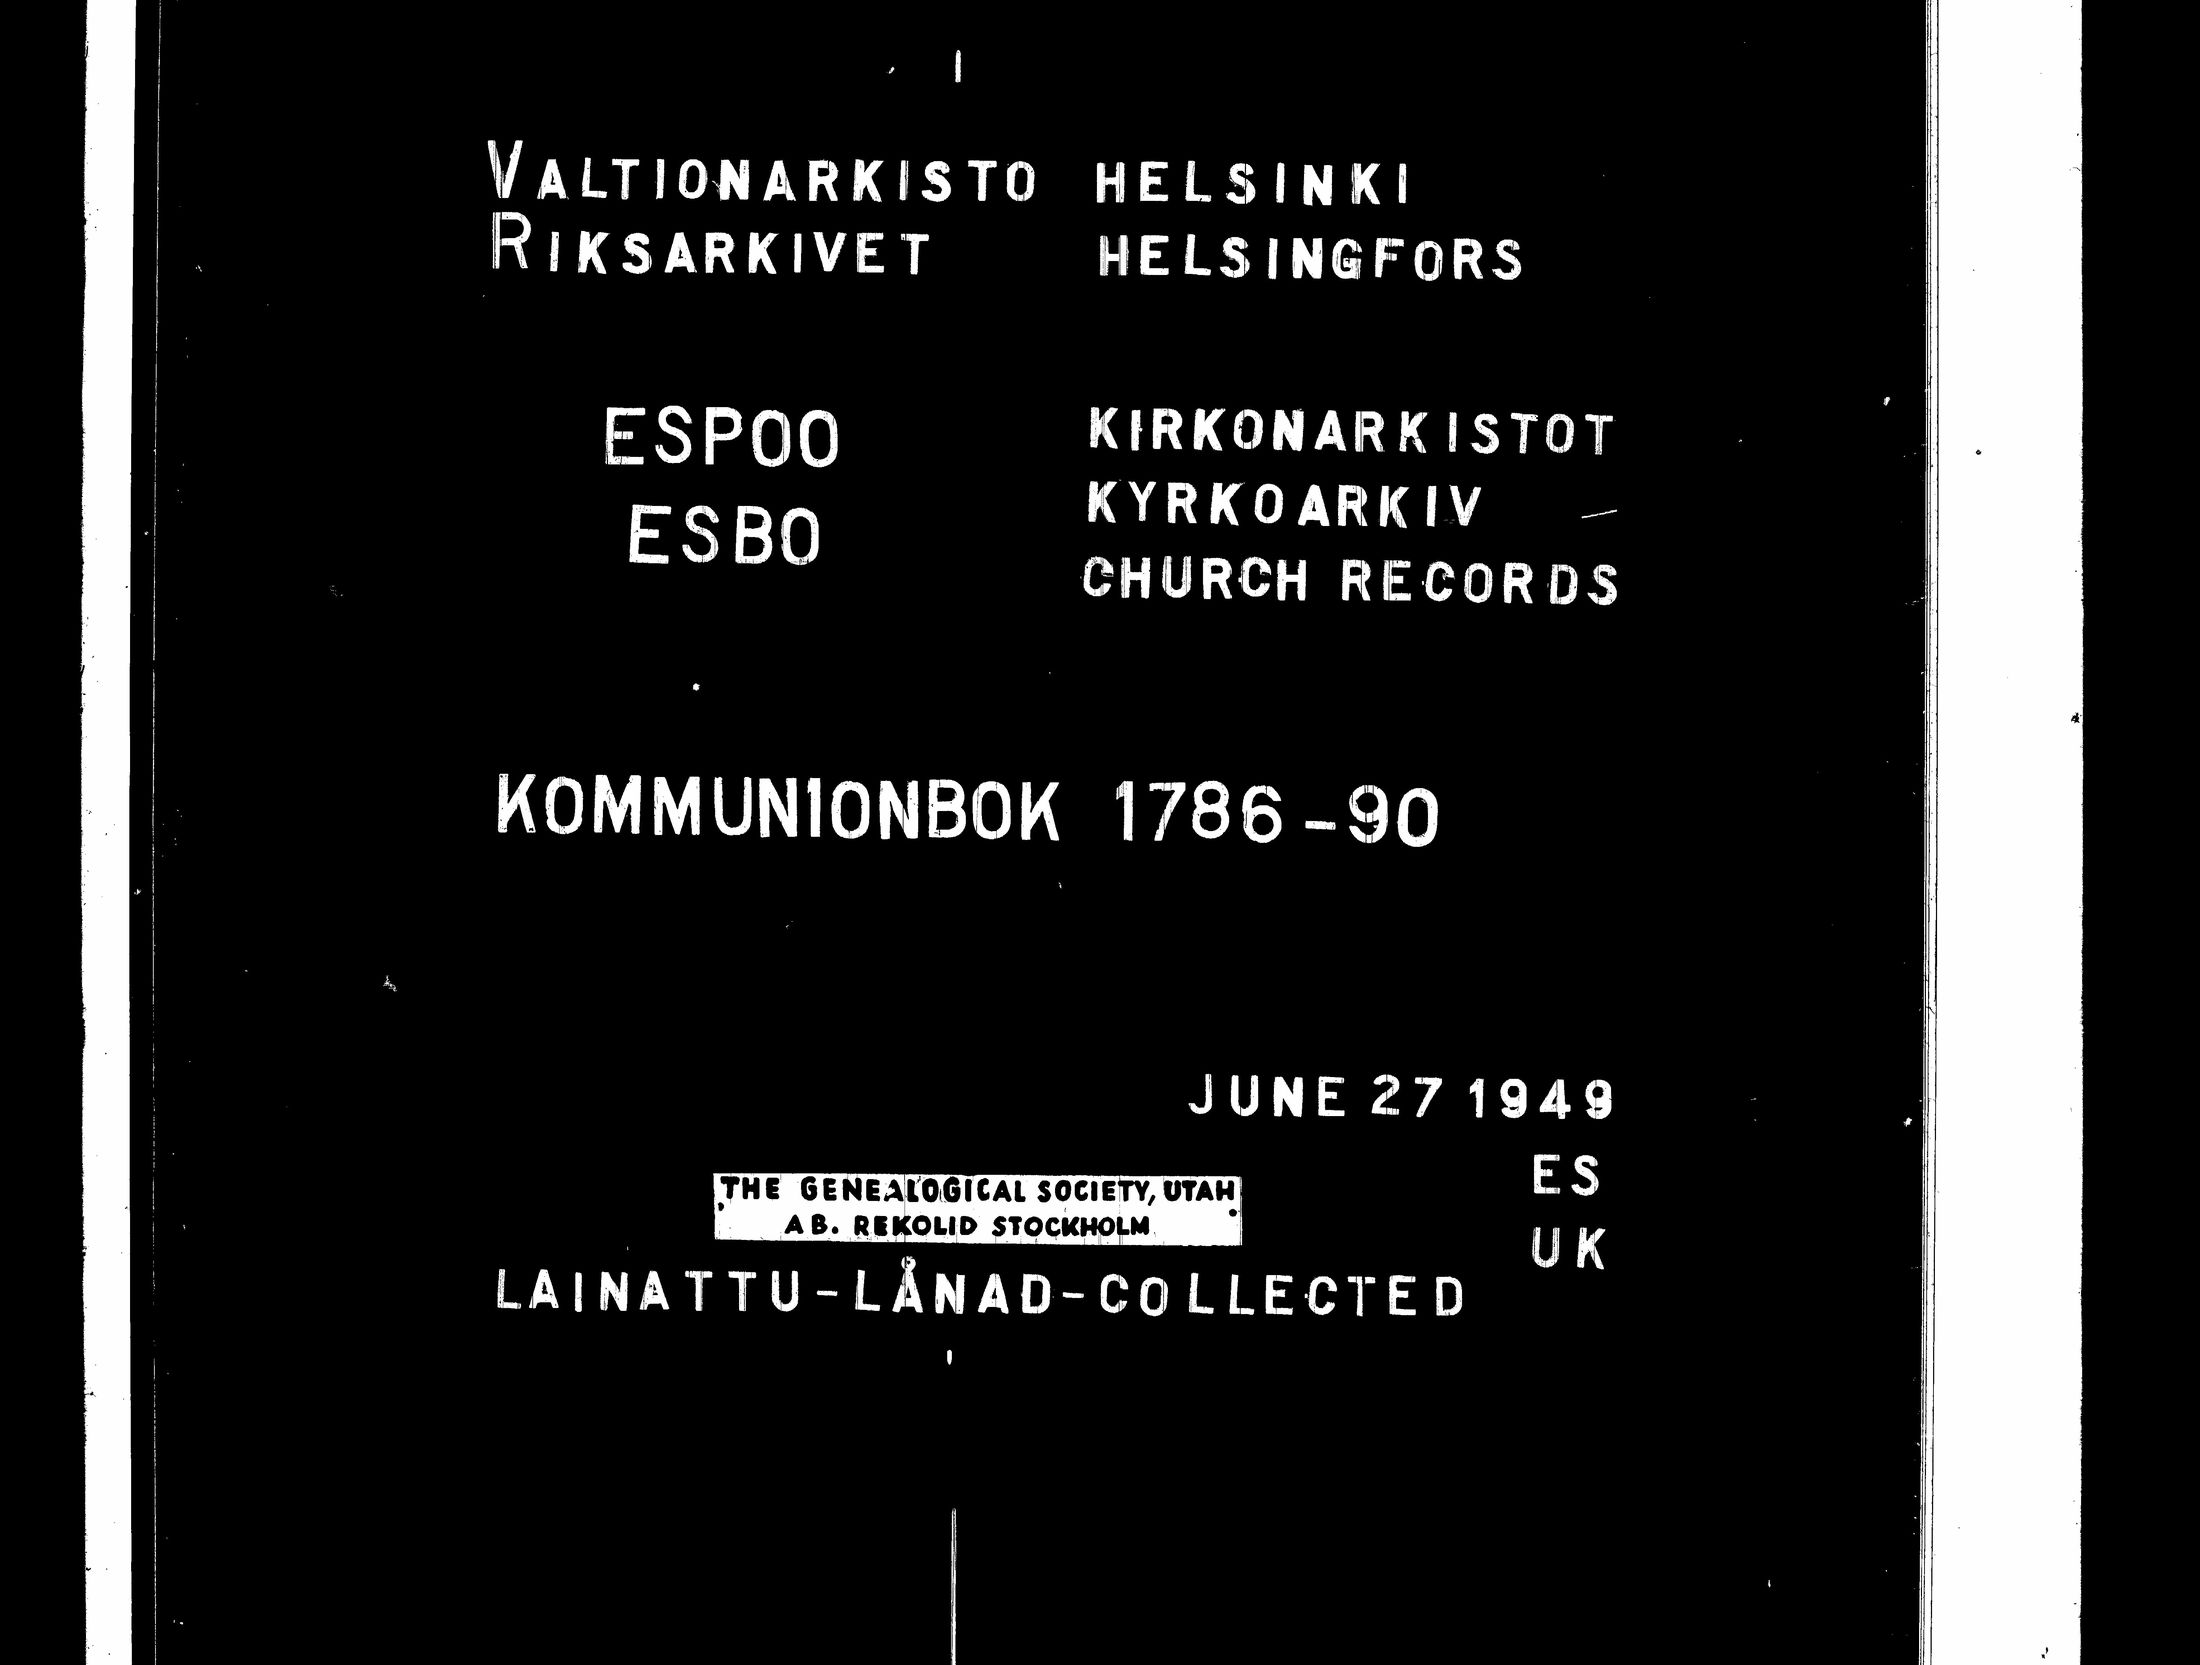 VALTIONARKISTO HELSINKI
RIKSARKIVET HELSINGFORS
ESPOO
ESBO
KIRKONARKISTOT
KYRKOARKIV
CHURCH RECORDS
KOMMUNIONBOK 1786-90
JUNE 27 1949
ES
UK
THE GENEALOGICAL SOCIETY, UTAH
AB. REKOLID STOCKHOLM
LAINATTU-LÅNAD-COLLECTED